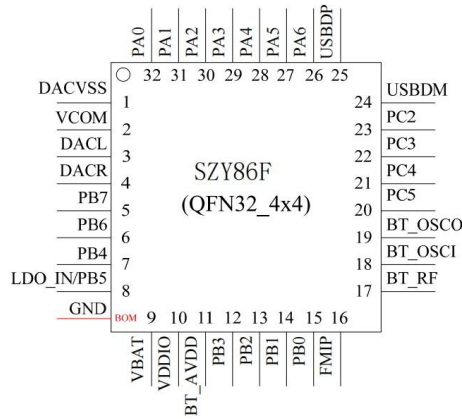 PA0 PA1 PA2 PA3 PA4 PA5 PA6 USBDP
32 31 30 29 28 27 26 25
DACVSS 1
VCOM 2
DACL 3
DACR 4
PB7 5
PB6 6
PB4 7
LDO_IN/PB5 8
GND BOM
SZY86F
(QFN32_4x4)
24 USBDM
23 PC2
22 PC3
21 PC4
20 PC5
19 BT_OSCO
18 BT_OSCI
17 BT_RF
9 10 11 12 13 14 15 16
VBAT VDDIO BT_AVDD PB3 PB2 PB1 PB0 FMIP